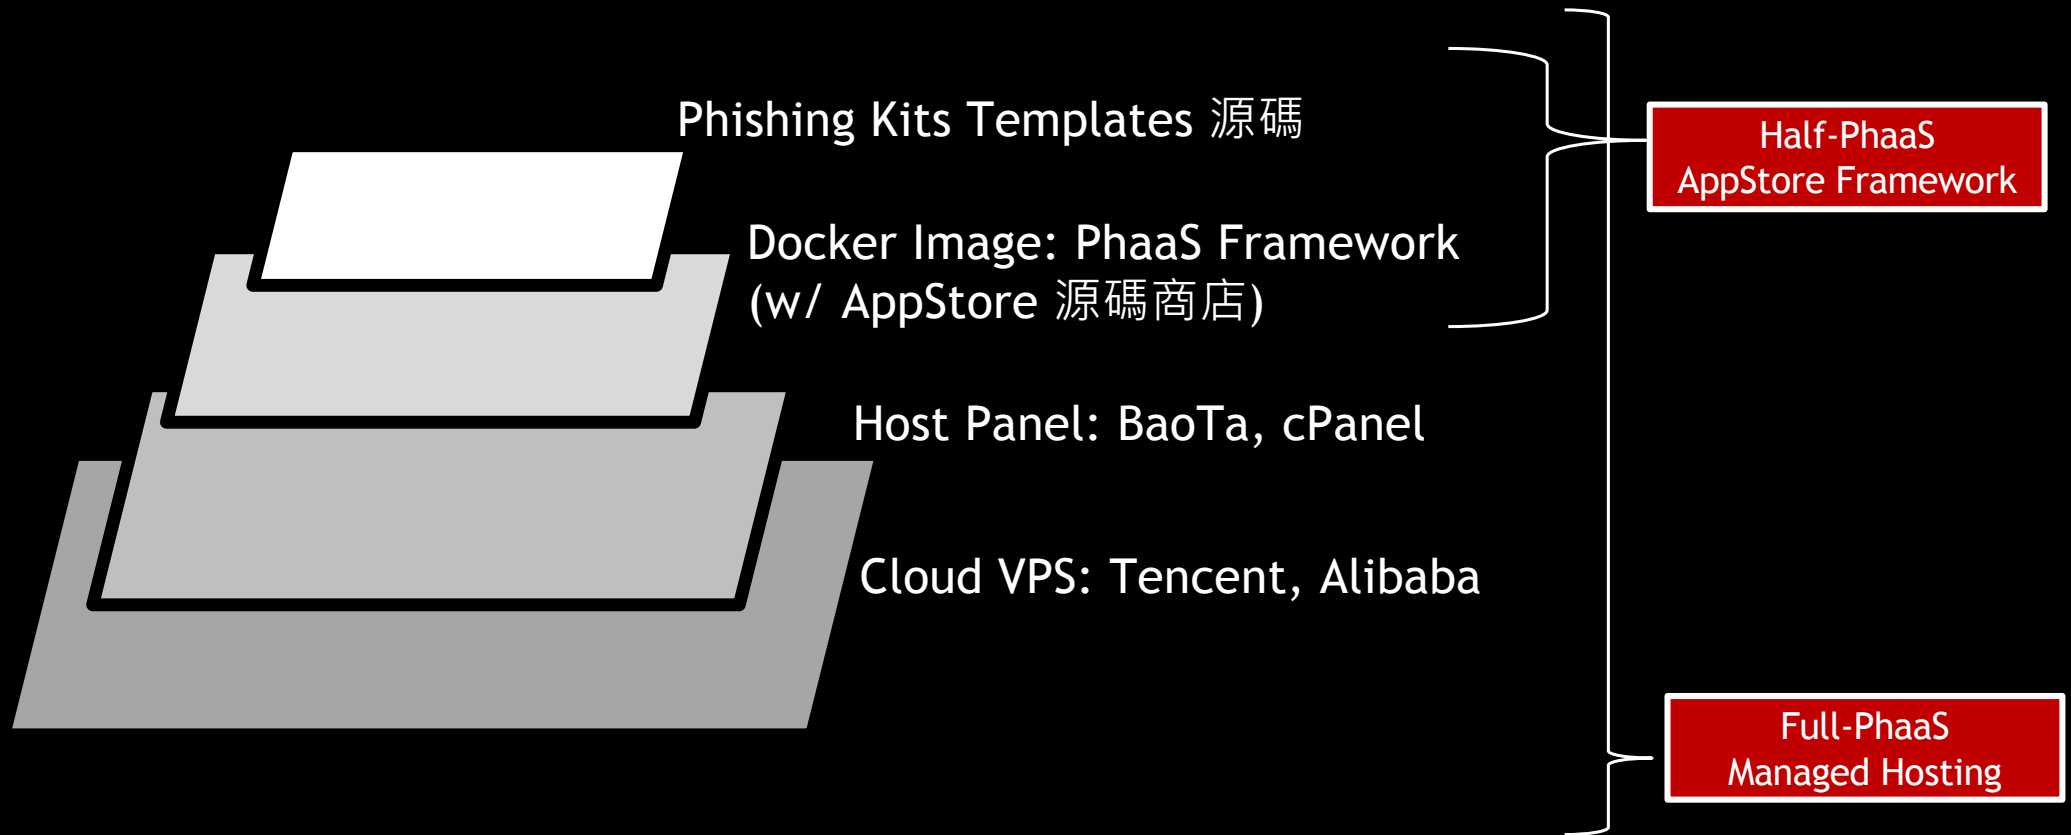 Phishing Kits Templates 源碼
Docker Image: PhaaS Framework
(w/ AppStore 源碼商店)
Host Panel: BaoTa, cPanel
Cloud VPS: Tencent, Alibaba
Half-PhaaS
AppStore Framework
Full-PhaaS
Managed Hosting